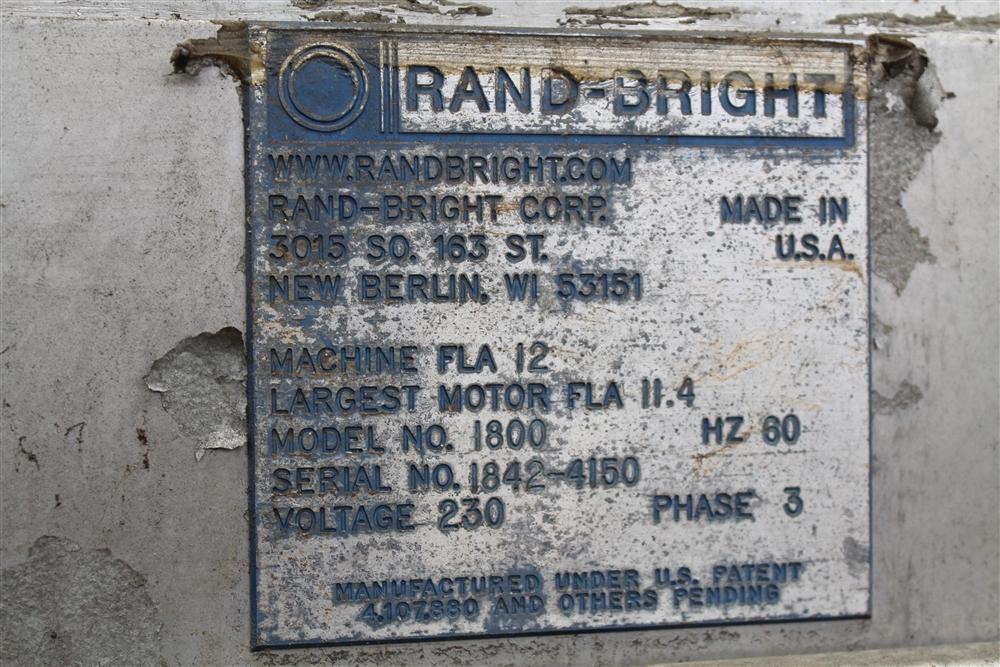 RAND-BRIGHT
WWW.RANDBRIGHT.COM
RAND-BRIGHT CORP. MADE IN
3015 SO. 163 ST. U.S.A.
NEW BERLIN, WI 53151
MACHINE FLA 12
LARGEST MOTOR FLA 11.4
MODEL NO. 1800 HZ 60
SERIAL NO. 1842-4150
VOLTAGE 230 PHASE 3
MANUFACTURED UNDER U.S. PATENT
4,107,880 AND OTHERS PENDING